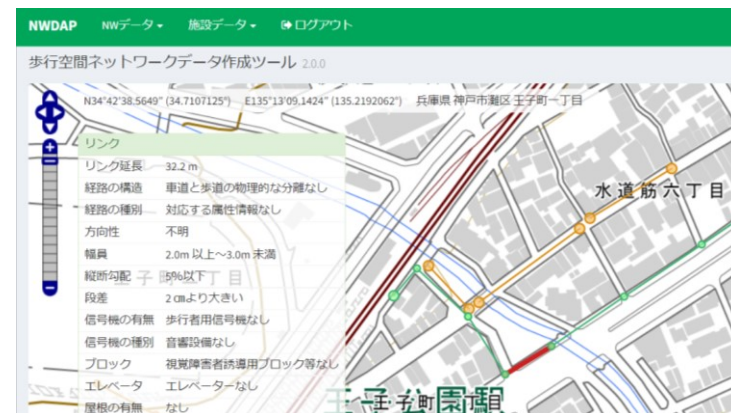 NWDAP NWデータ 施設データ ログアウト
歩行空間ネットワークデータ作成ツール 2.0.0
N34°42'38.5649" (34.7107125°) E135°13'09.1424" (135.2192062°) 兵庫県 神戸市灘区 王子町一丁目
リンク
リンク延長 32.2 m
経路の構造 車道と歩道の物理的な分離なし
経路の種別 対応する属性情報なし
方向性 不明
幅員 2.0m 以上~3.0m 未満
縦断勾配 5%以下
段差 2 ㎝より大きい
信号機の有無 歩行者用信号機なし
信号機の種別 音響設備なし
ブロック 視覚障害者誘導用ブロック等なし
エレベータ エレベーターなし
屋根の有無 なし
水道筋六丁目
王子町一丁目
王子公園駅